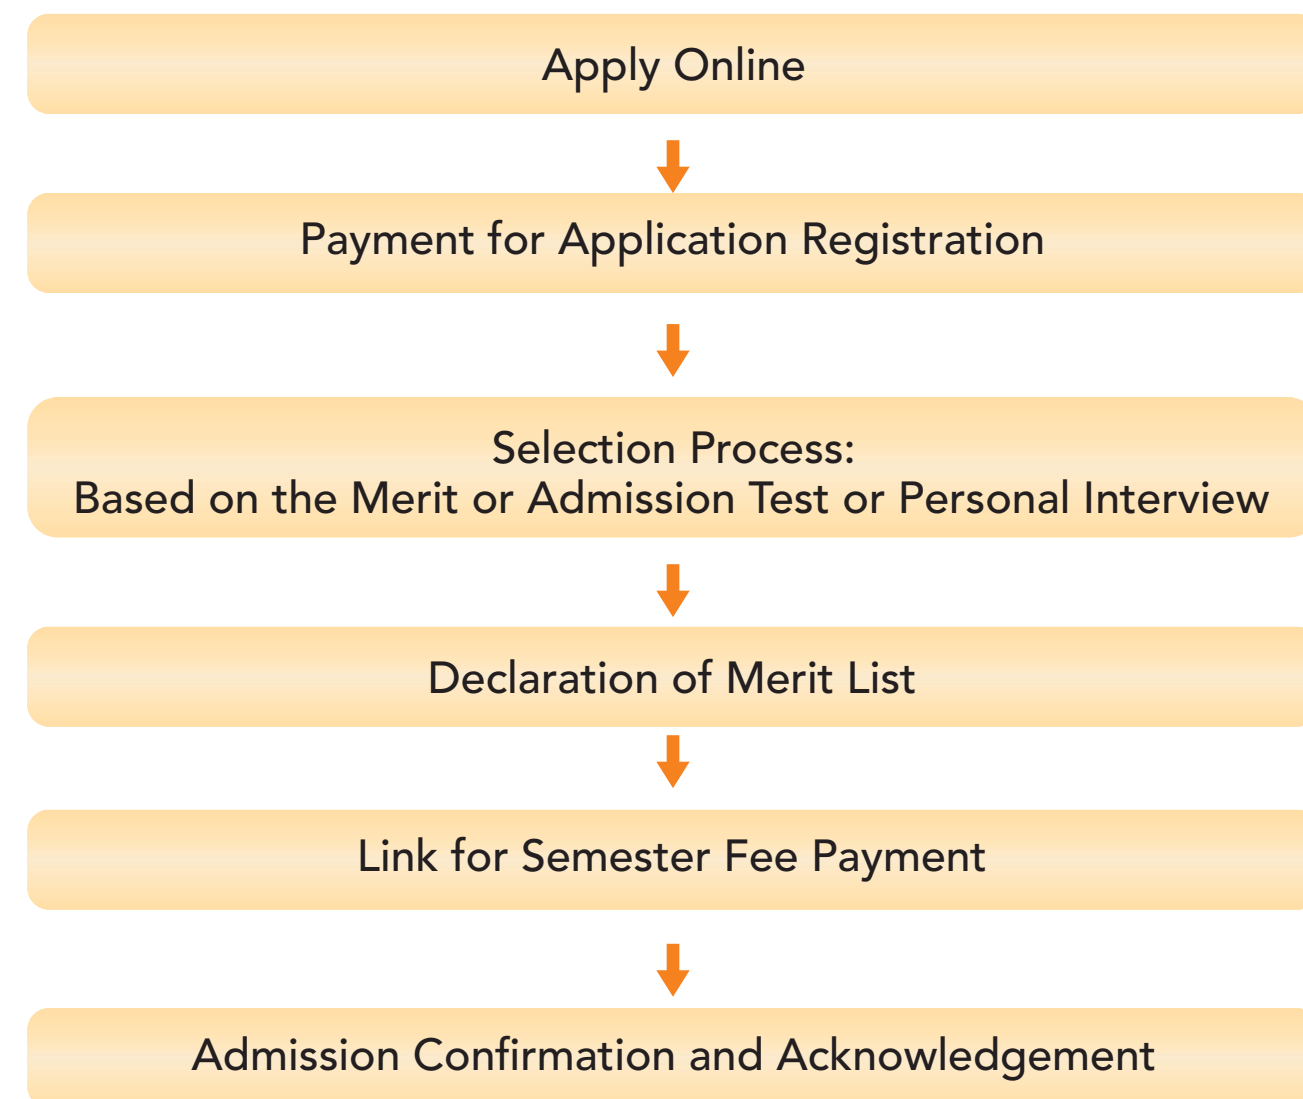 Apply Online
Payment for Application Registration
Selection Process:
Based on the Merit or Admission Test or Personal Interview
Declaration of Merit List
Link for Semester Fee Payment
Admission Confirmation and Acknowledgement